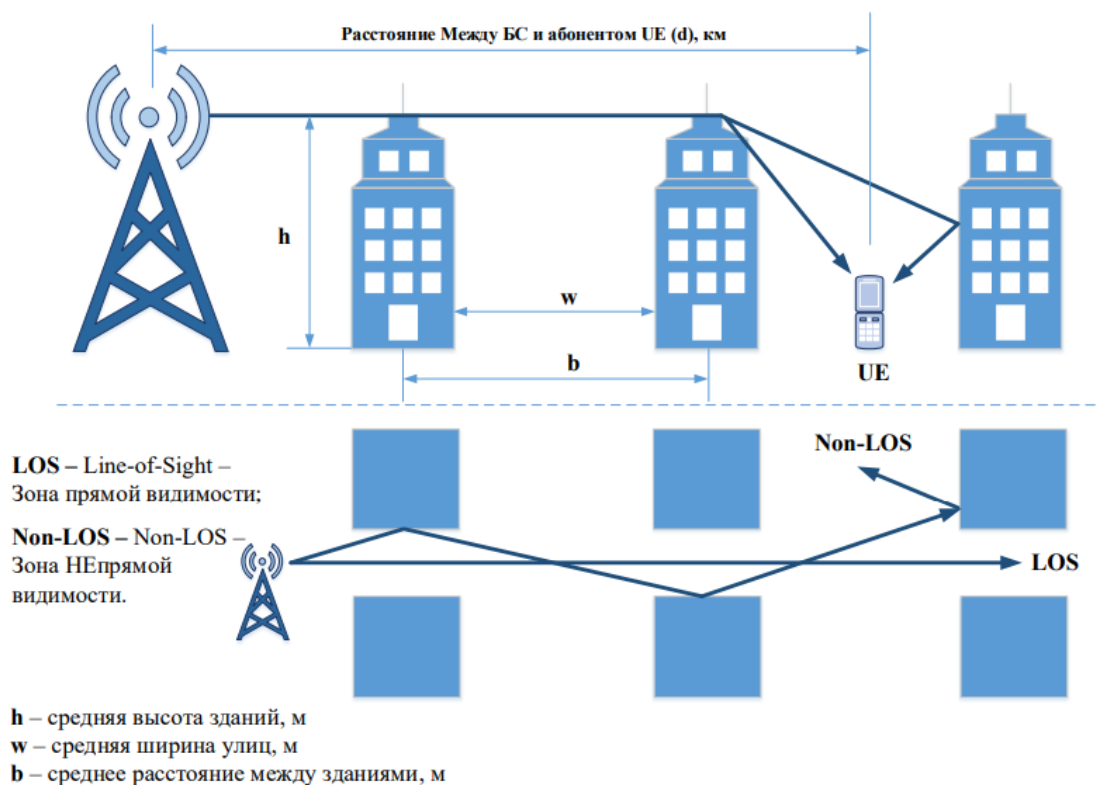 Расстояние Между БС и абонентом UE (d), км
h
w
b
UE
LOS – Line-of-Sight –
Зона прямой видимости;
Non-LOS – Non-LOS –
Зона НЕпрямой
видимости.
Non-LOS
LOS
h – средняя высота зданий, м
w – средняя ширина улиц, м
b – среднее расстояние между зданиями, м